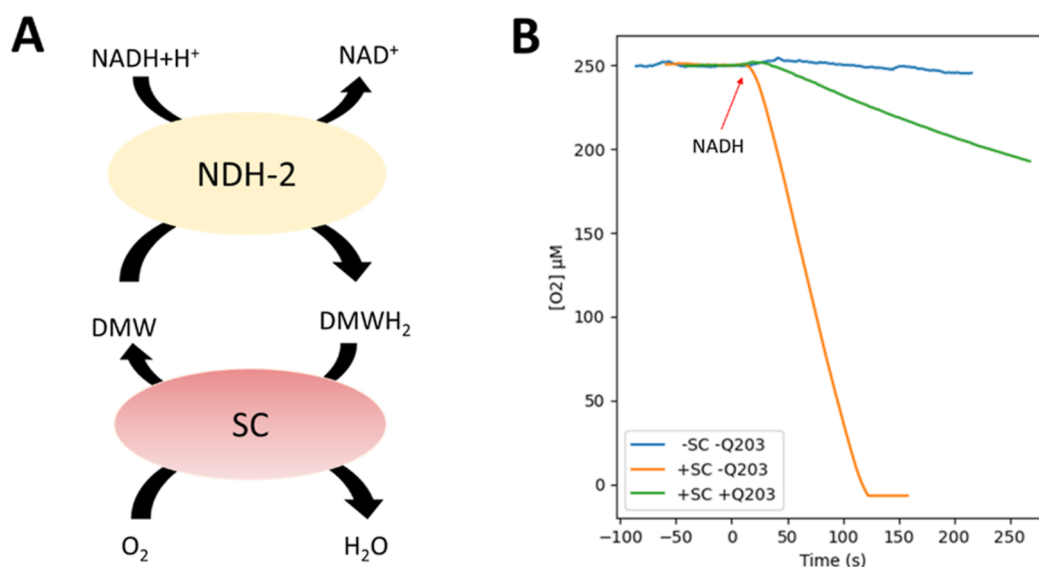 A
NADH+H⁺
NAD⁺
NDH-2
DMW
DMWH₂
SC
O₂
H₂O
B
[O2] µM
250
200
150
100
50
0
NADH
-SC -Q203
+SC -Q203
+SC +Q203
−100 −50 0 50 100 150 200 250
Time (s)